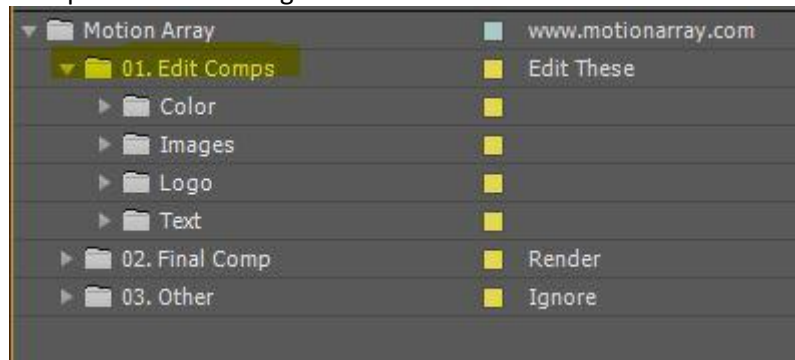 Motion Array www.motionarray.com
01. Edit Comps Edit These
Color
Images
Logo
Text
02. Final Comp Render
03. Other Ignore